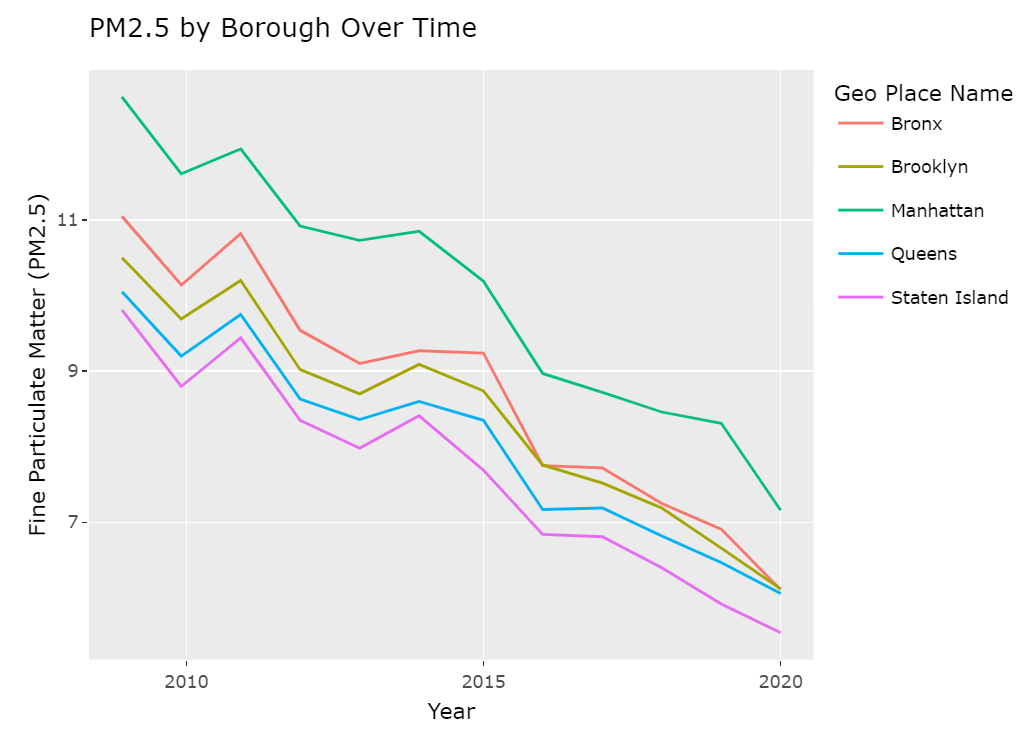 PM2.5 by Borough Over Time
Geo Place Name
Bronx
Brooklyn
Manhattan
Queens
Staten Island
Fine Particulate Matter (PM2.5)
11
9
7
2010
2015
2020
Year